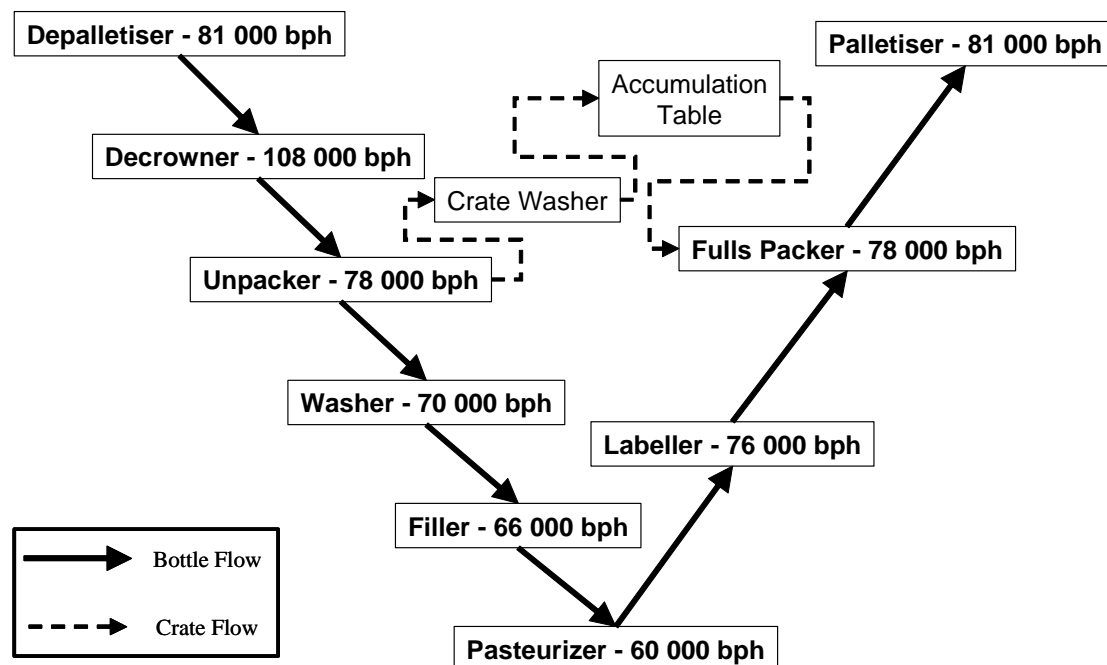 Depalletiser - 81 000 bph
Palletiser - 81 000 bph
Accumulation
Table
Decrowner - 108 000 bph
Crate Washer
Unpacker - 78 000 bph
Fulls Packer - 78 000 bph
Washer - 70 000 bph
Labeller - 76 000 bph
Filler - 66 000 bph
Bottle Flow
Crate Flow
Pasteurizer - 60 000 bph